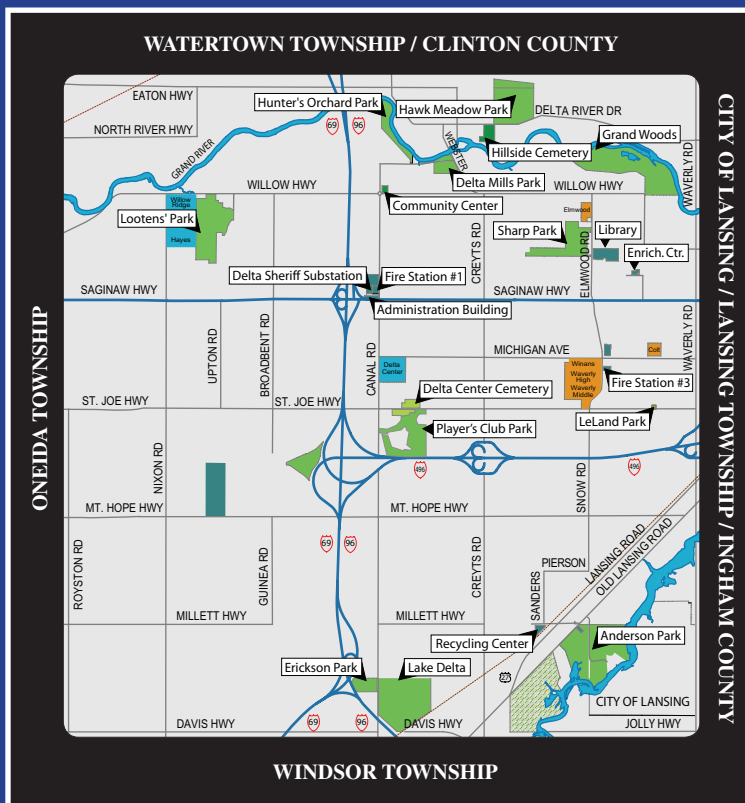 WATERTOWN TOWNSHIP / CLINTON COUNTY
EATON HWY
Hunter's Orchard Park
Hawk Meadow Park
DELTA RIVER DR
69
96
NORTH RIVER HWY
GRAND RIVER
WEBSTER
Grand Woods
Hillside Cemetery
WAVERLY RD
Delta Mills Park
WILLOW HWY
WILLOW HWY
Willow
Ridge
Hayes
Lootens' Park
Community Center
Elmwood
Sharp Park
Library
CREYTS RD
ELMWOOD RD
Enrich. Ctr.
Delta Sheriff Substation
Fire Station #1
SAGINAW HWY
SAGINAW HWY
Administration Building
UPTON RD
BROADBENT RD
CANAL RD
WAVERLY RD
MICHIGAN AVE
Colt
Delta
Center
Winans
Waverly
High
Waverly
Middle
Fire Station #3
Delta Center Cemetery
ST. JOE HWY
ST. JOE HWY
LeLand Park
Player's Club Park
NIXON RD
496
496
SNOW RD
MT. HOPE HWY
MT. HOPE HWY
69
96
LANSING ROAD
OLD LANSING ROAD
ROYSTON RD
GUINEA RD
CREYTS RD
PIERSON
SANDERS
MILLETT HWY
MILLETT HWY
Recycling Center
Anderson Park
Erickson Park
Lake Delta
CITY OF LANSING
69
96
DAVIS HWY
DAVIS HWY
JOLLY HWY
ONEIDA TOWNSHIP
CITY OF LANSING / LANSING TOWNSHIP / INGHAM COUNTY
WINDSOR TOWNSHIP